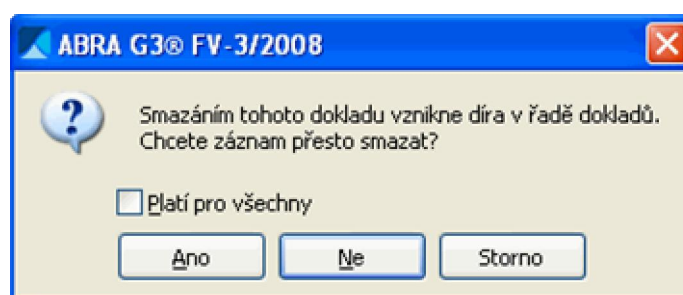 ABRA G3® FV-3/2008
Smazáním tohoto dokladu vznikne díra v řadě dokladů.
Chcete záznam přesto smazat?
Platí pro všechny
Ano Ne Storno